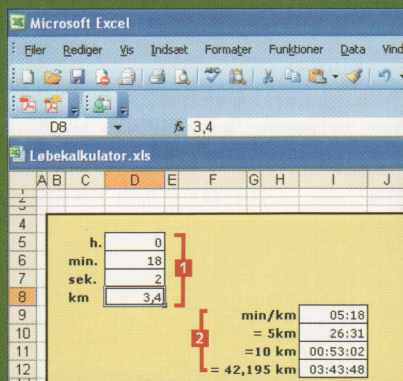 Microsoft Excel
Filer Rediger Vis Indsæt Formater Funktioner Data Vind
D8 fx 3,4
Løbekalkulator.xls
A B C D E F G H I J
4
5 h. 0
6 min. 18 1
7 sek. 2
8 km 3,4
9 min/km 05:18
10 2 = 5km 26:31
11 =10 km 00:53:02
12 = 42,195 km 03:43:48